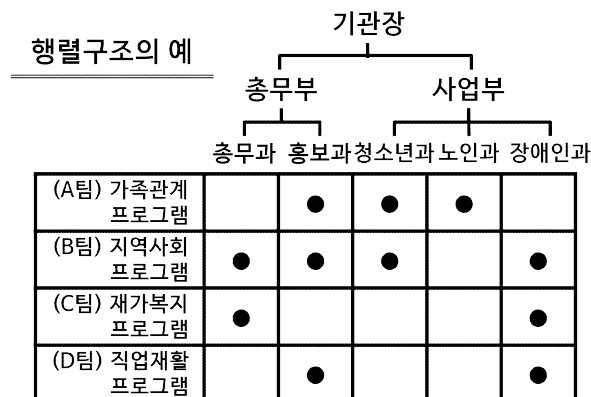 행렬구조의 예
기관장
총무부 사업부
총무과 홍보과 청소년과 노인과 장애인과
(A팀) 가족관계
프로그램
(B팀) 지역사회
프로그램
(C팀) 재가복지
프로그램
(D팀) 직업재활
프로그램